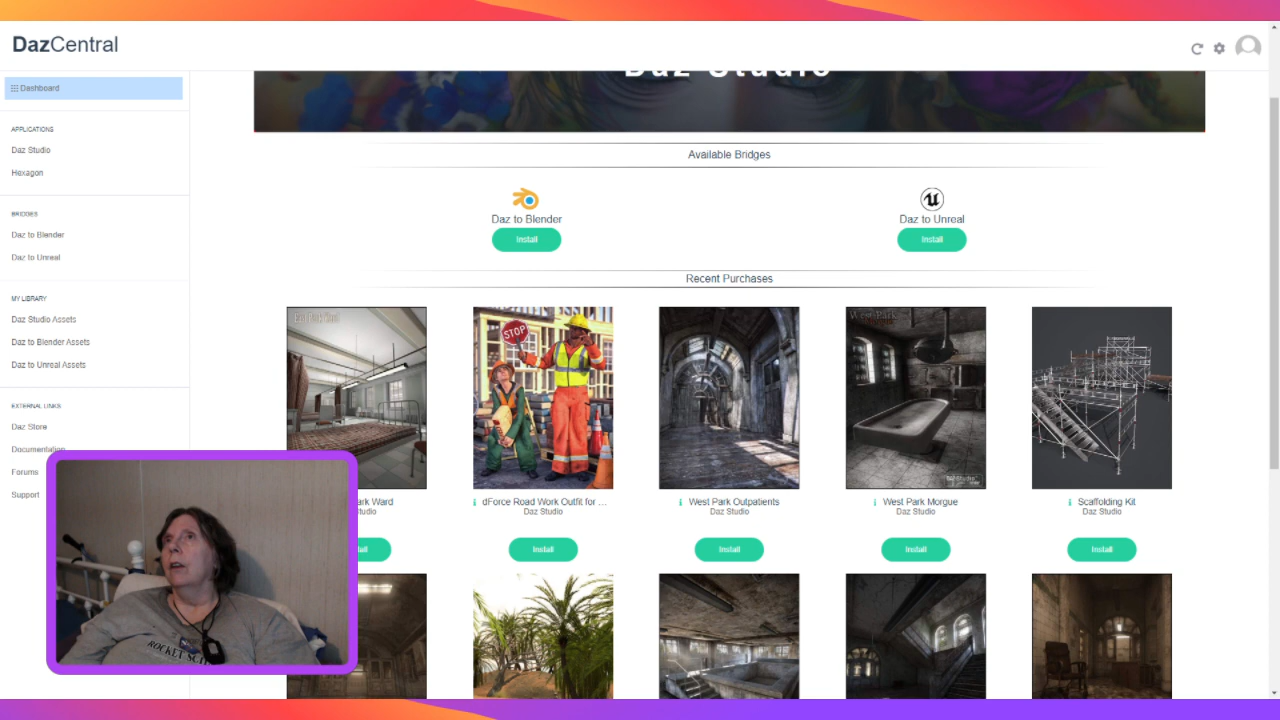 DazCentral
Daz Studio
Dashboard
APPLICATIONS
Daz Studio
Hexagon
BRIDGES
Daz to Blender
Daz to Unreal
MY LIBRARY
Daz Studio Assets
Daz to Blender Assets
Daz to Unreal Assets
EXTERNAL LINKS
Daz Store
Documentation
Forums
Support
Available Bridges
Daz to Blender
Daz to Unreal
Install
Install
Recent Purchases
West Park
STOP
ark Ward
dForce Road Work Outfit for ...
West Park Outpatients
West Park Morgue
Scaffolding Kit
tudio
Daz Studio
Daz Studio
Daz Studio
Daz Studio
all
Install
Install
Install
Install
ROCKET SCI